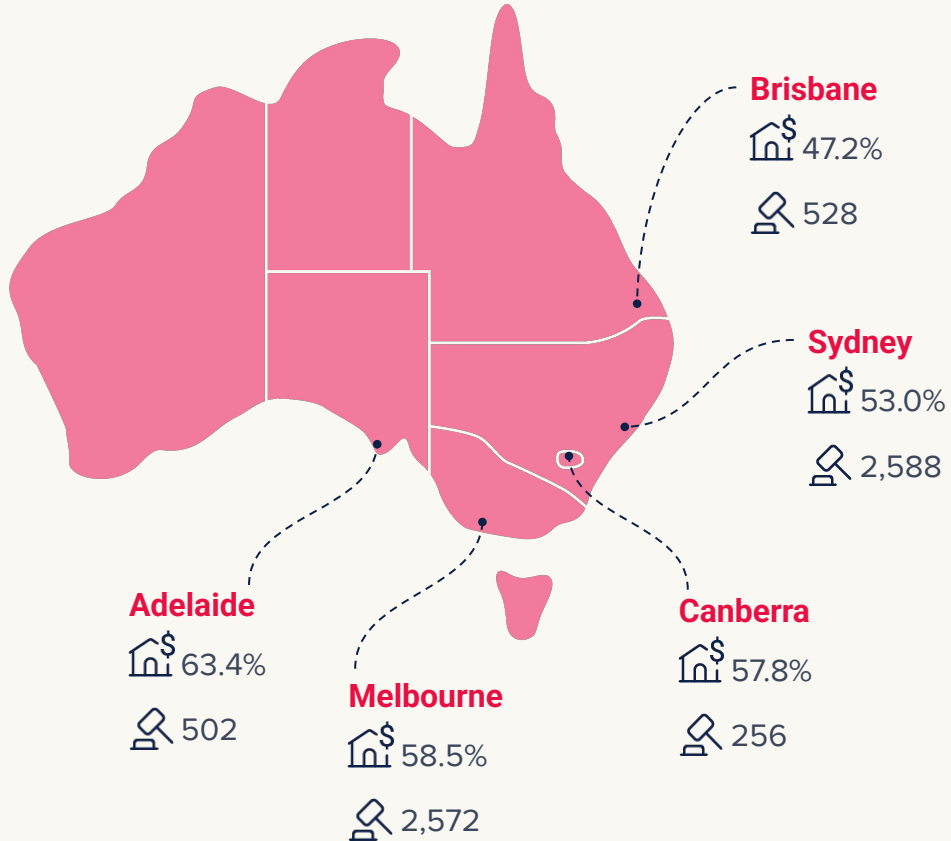 Brisbane
47.2%
528
Sydney
53.0%
2,588
Adelaide
63.4%
502
Melbourne
58.5%
2,572
Canberra
57.8%
256